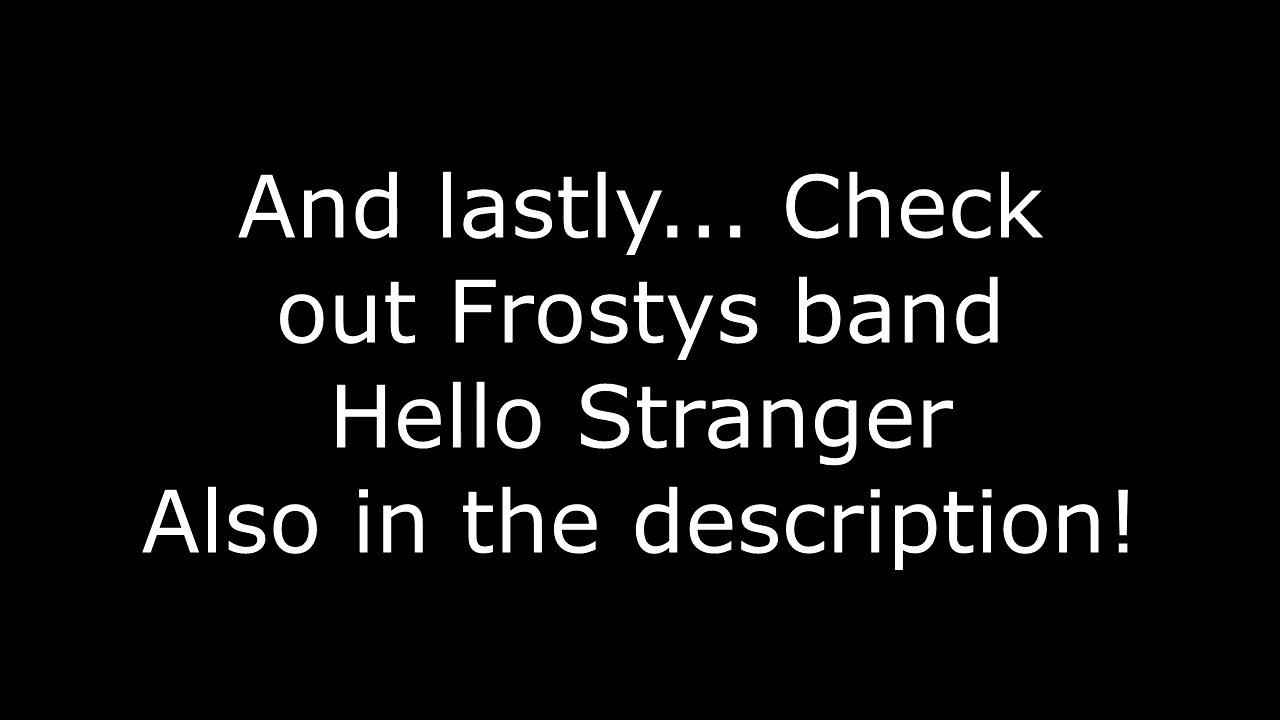 And lastly... Check
out Frostys band
Hello Stranger
Also in the description!